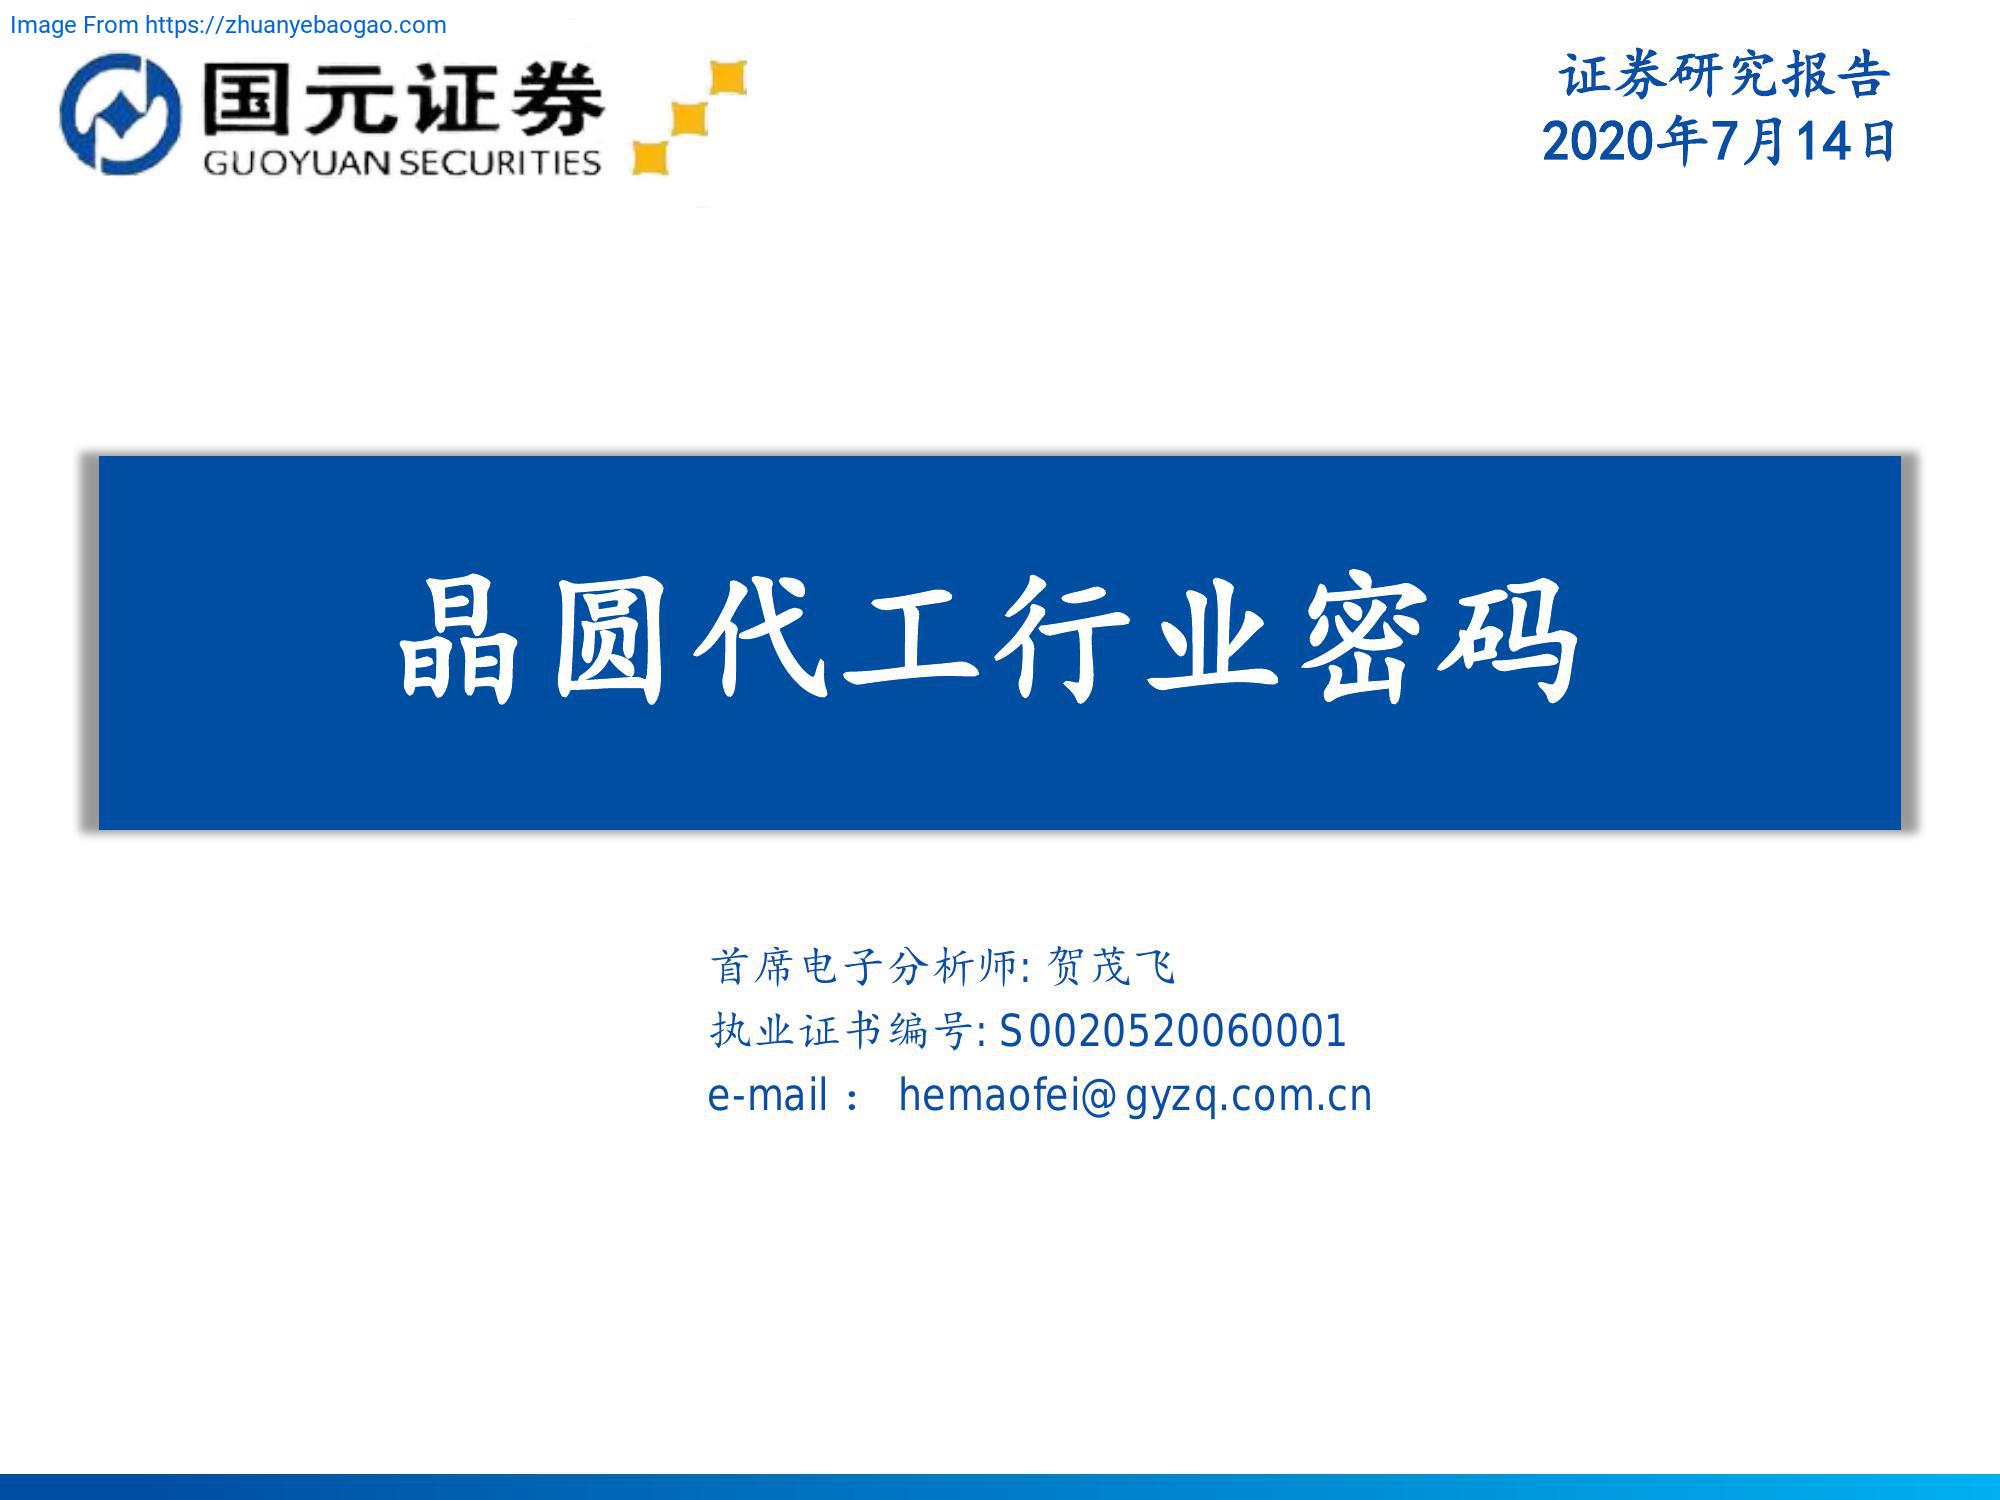 Image From https://zhuanyebaogao.com
国元证券
GUOYUAN SECURITIES
证券研究报告
2020年7月14日
晶圆代工行业密码
首席电子分析师: 贺茂飞
执业证书编号: S0020520060001
e-mail： hemaofei@gyzq.com.cn